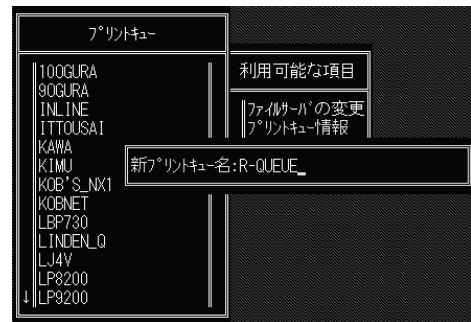 プリントキュー
100GURA
90GURA
INLINE
ITTOUSAI
KAWA
KIMU
KOB'S_NX1
KOBNET
LBP730
LINDEN_Q
LJ4V
LP8200
↓LP9200
利用可能な項目
ファイルサーバの変更
プリントキュー情報
新プリントキュー名:R-QUEUE_